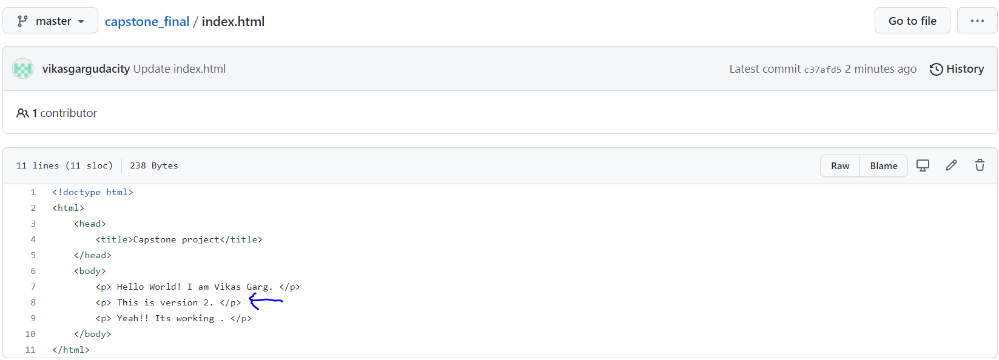 master capstone_final / index.html Go to file ...
vikasgargudacity Update index.html Latest commit c37afd5 2 minutes ago History
1 contributor
11 lines (11 sloc) 238 Bytes Raw Blame
1 <!doctype html>
2 <html>
3 <head>
4 <title>Capstone project</title>
5 </head>
6 <body>
7 <p> Hello World! I am Vikas Garg. </p>
8 <p> This is version 2. </p>
9 <p> Yeah!! Its working . </p>
10 </body>
11 </html>